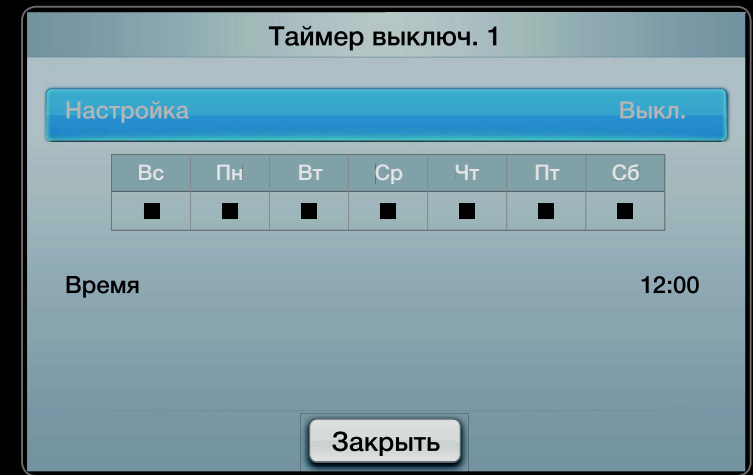 Таймер выключ. 1
Настройка Выкл.
Вс Пн Вт Ср Чт Пт Сб
Время 12:00
Закрыть